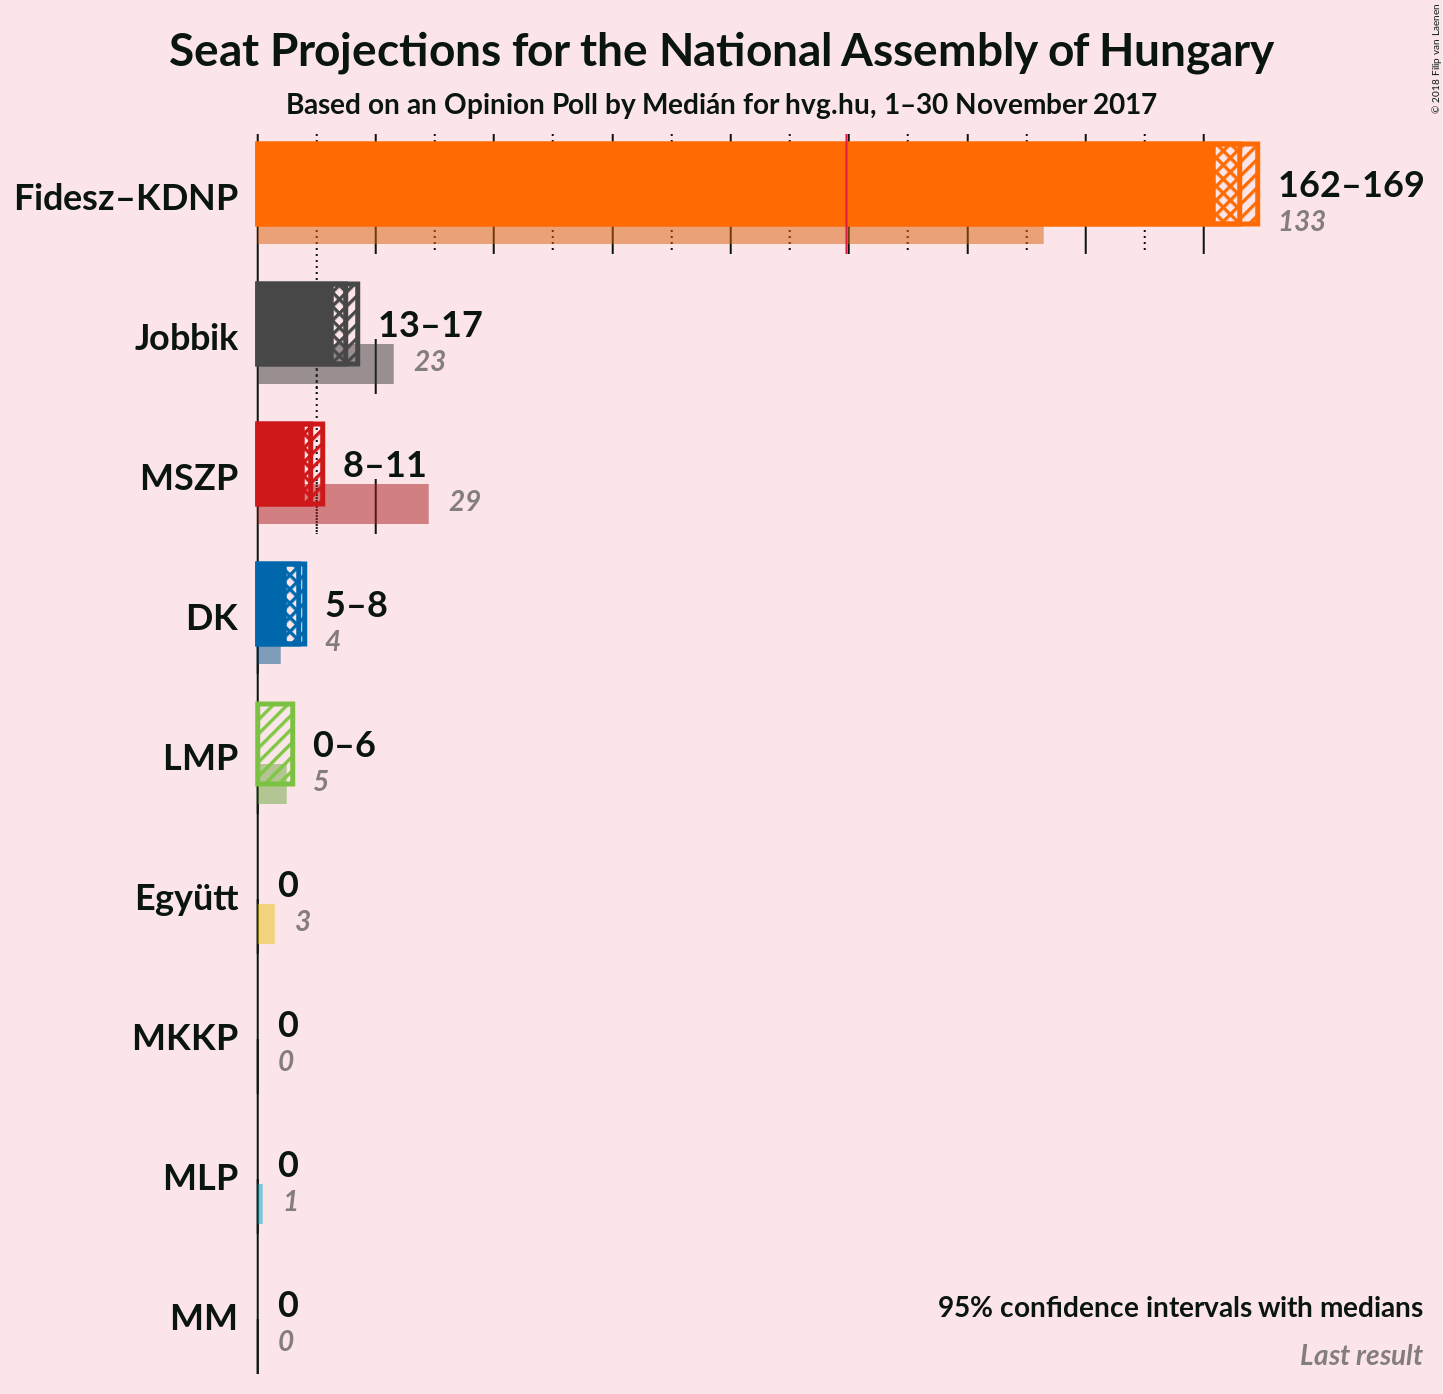 Seat Projections for the National Assembly of Hungary
Based on an Opinion Poll by Medián for hvg.hu, 1–30 November 2017
© 2018 Filip van Laenen
Fidesz–KDNP
162–169
133
Jobbik
13–17
23
MSZP
8–11
29
DK
5–8
4
LMP
0–6
5
Együtt
0
3
MKKP
0
0
MLP
0
1
MM
0
0
95% confidence intervals with medians
Last result